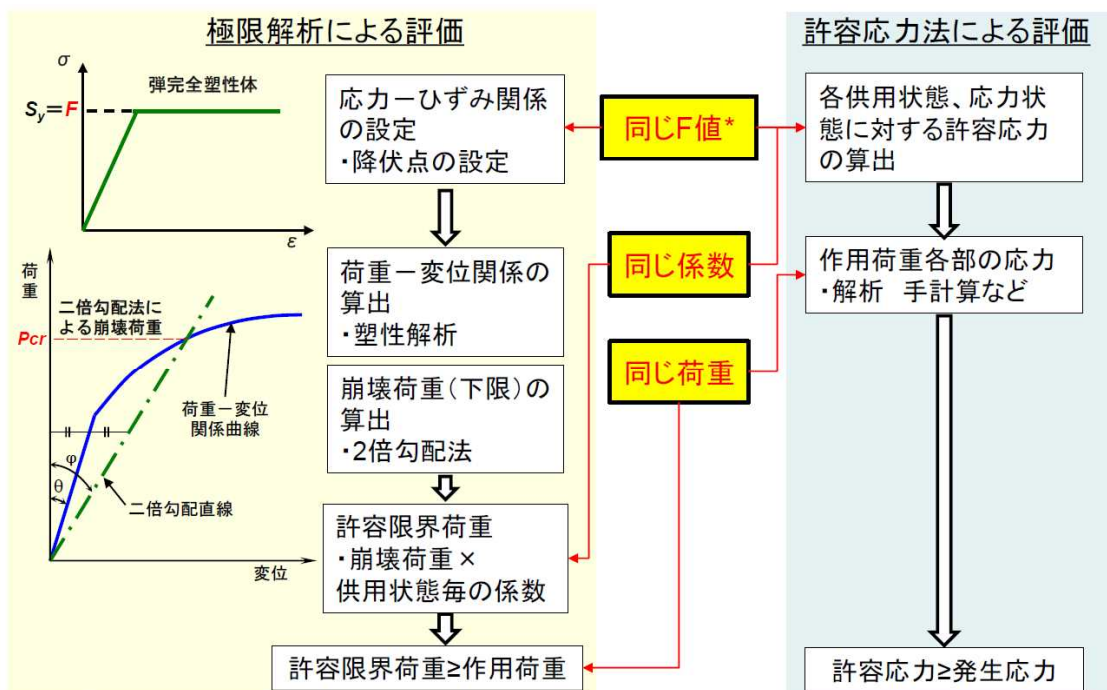 極限解析による評価
σ
弾完全塑性体
Sy=F
ε
荷
重
二倍勾配法に
よる崩壊荷重
Pcr
荷重－変位
関係曲線
φ
θ
二倍勾配直線
変位
応力－ひずみ関係
の設定
・降伏点の設定
荷重－変位関係の
算出
・塑性解析
崩壊荷重(下限)の
算出
・2倍勾配法
許容限界荷重
・崩壊荷重×
供用状態毎の係数
許容限界荷重≥作用荷重
同じF値*
同じ係数
同じ荷重
許容応力法による評価
各供用状態、応力状
態に対する許容応力
の算出
作用荷重各部の応力
・解析 手計算など
許容応力≥発生応力